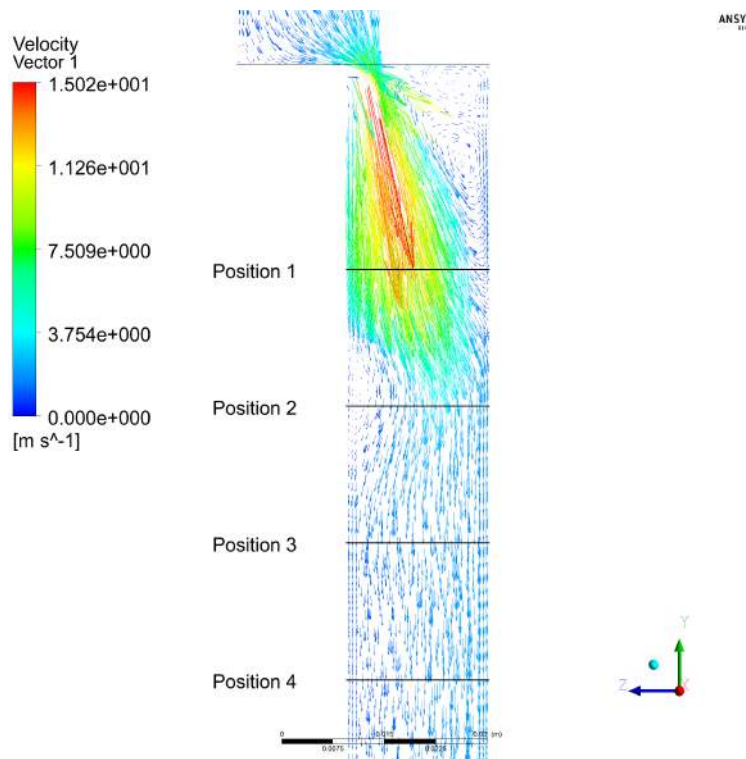 ANSY
Velocity
Vector 1
1.502e+001
1.126e+001
7.509e+000
3.754e+000
0.000e+000
[m s^-1]
Position 1
Position 2
Position 3
Position 4
Y
Z
X
0
0.015
(m)
0.0075
0.0225